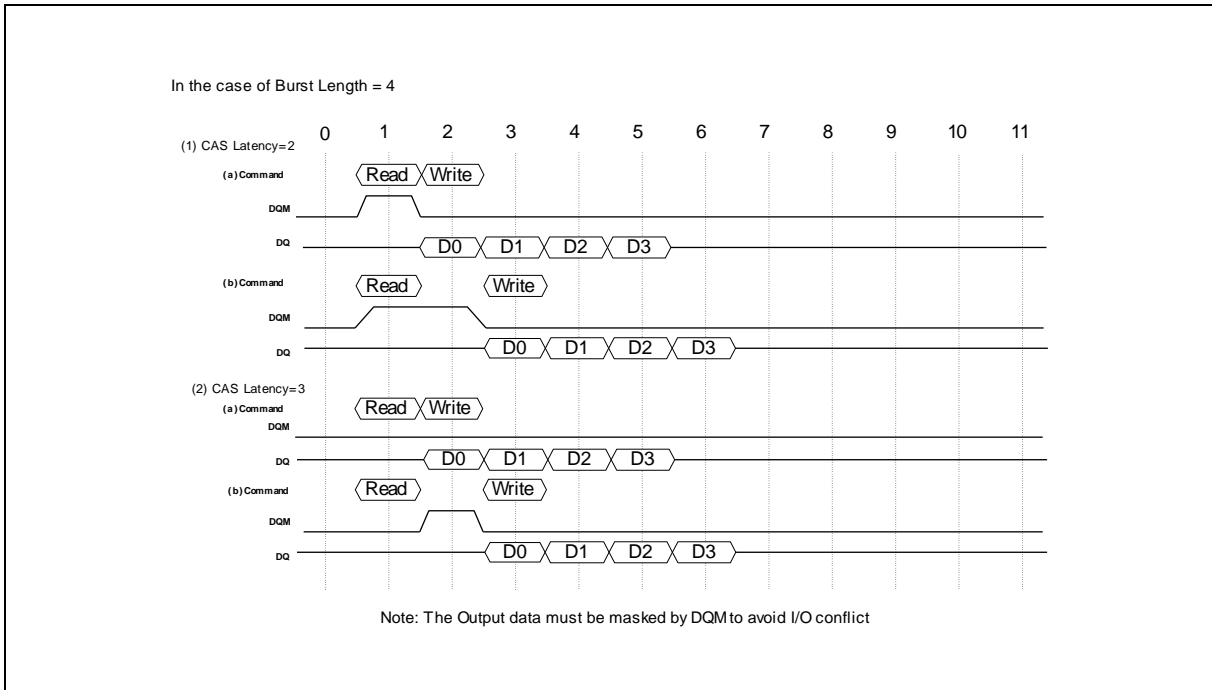 In the case of Burst Length = 4
0 1 2 3 4 5 6 7 8 9 10 11
(1) CAS Latency=2
(a)Command Read Write
DQM
DQ D0 D1 D2 D3
(b)Command Read Write
DQM
DQ D0 D1 D2 D3
(2) CAS Latency=3
(a)Command Read Write
DQM
DQ D0 D1 D2 D3
(b)Command Read Write
DQM
DQ D0 D1 D2 D3
Note: The Output data must be masked by DQM to avoid I/O conflict